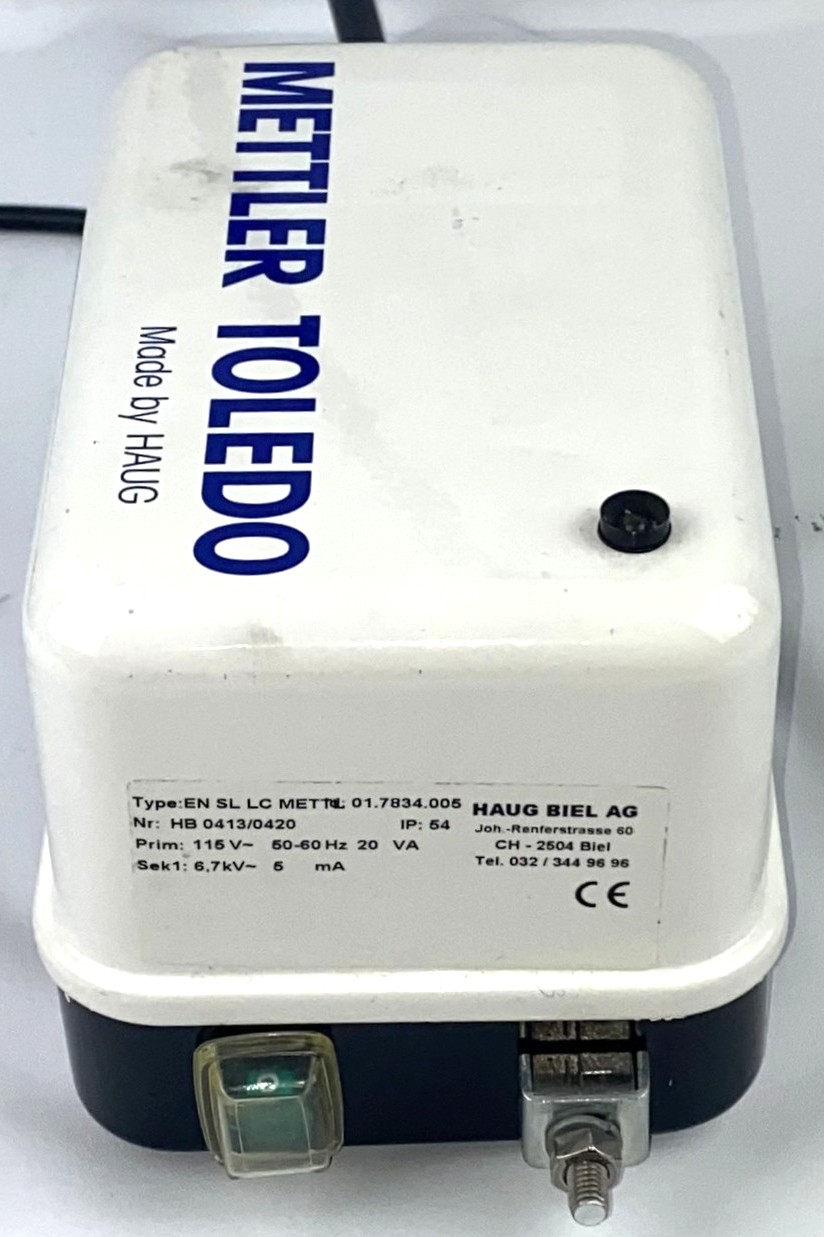 METTLER TOLEDO
Made by HAUG
Type:EN SL LC 01.7834.005
Nr: HB 0413/0420 IP: 54
Prim: 115 V~ 50-60 Hz 20 VA
Sek1: 6,7kV~ 5 mA
HAUG BIEL AG
Joh.-Renferstrasse 60
CH - 2504 Biel
Tel. 032 / 344 96 96
CE